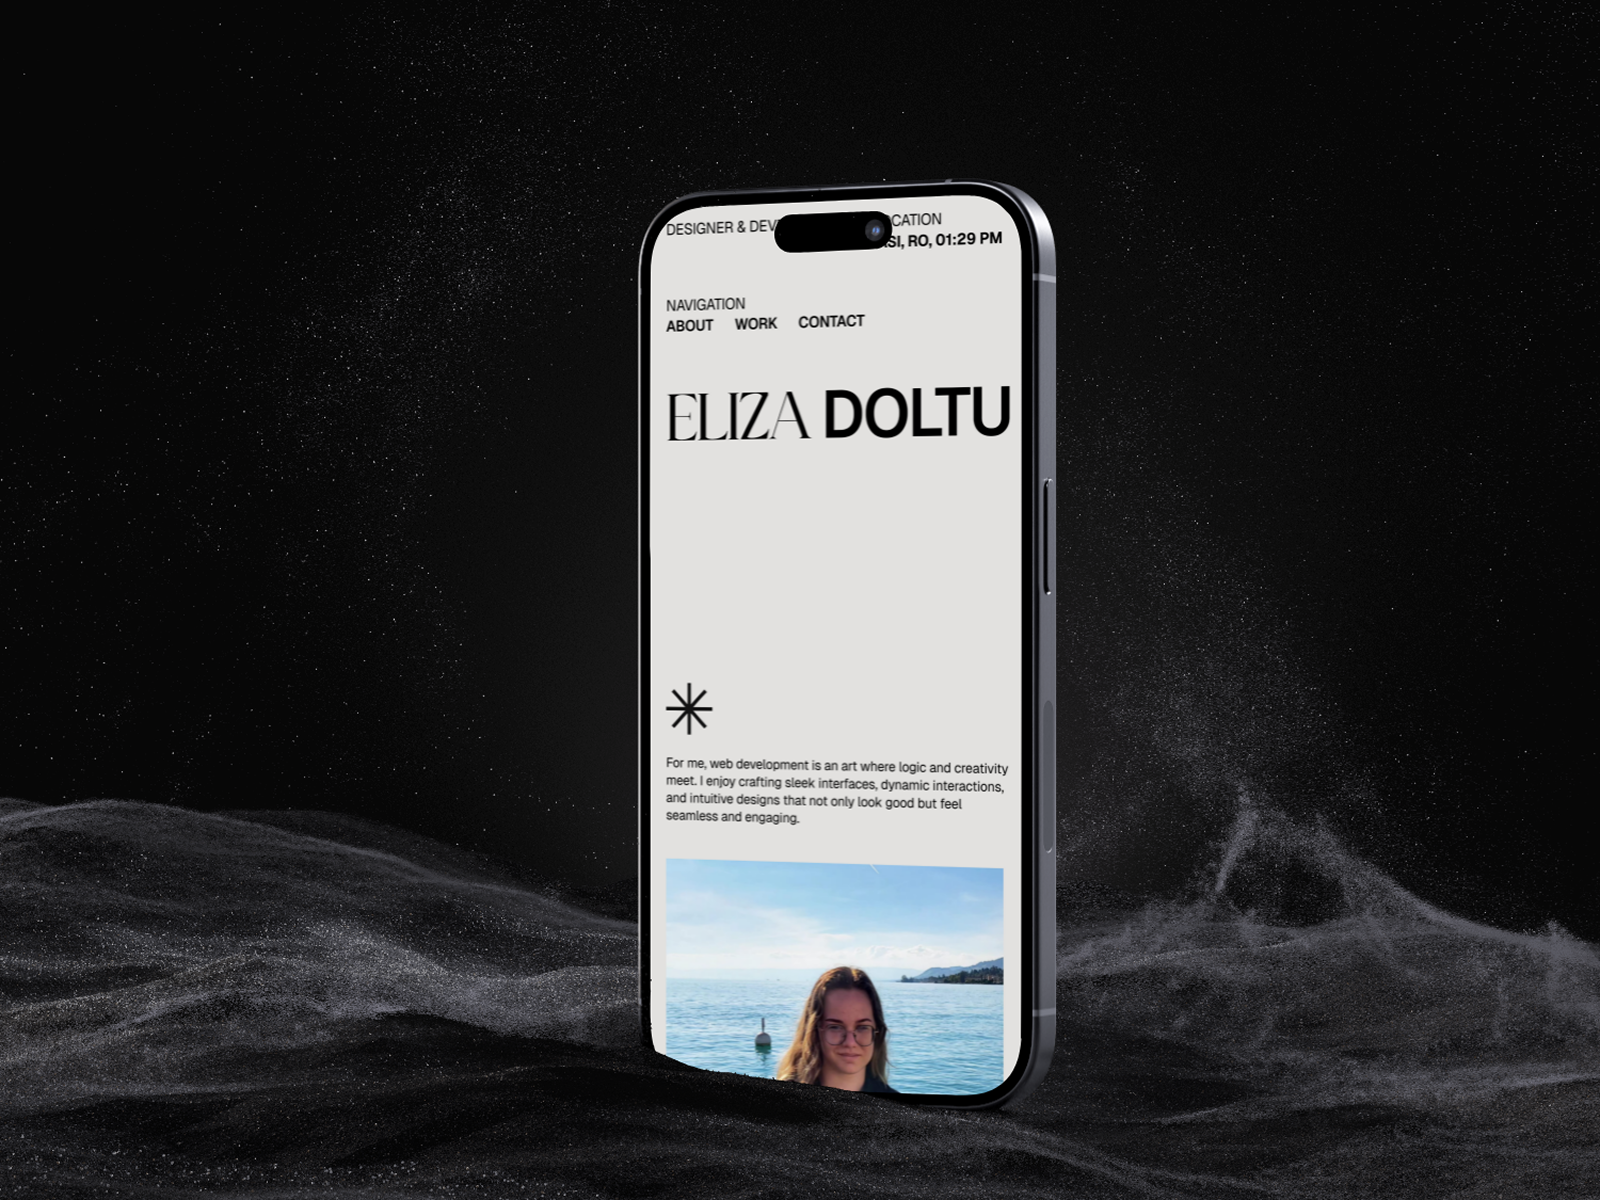 DESIGNER & DEV
CATION
SI, RO, 01:29 PM
NAVIGATION
ABOUT WORK CONTACT
ELIZA DOLTU
For me, web development is an art where logic and creativity
meet. I enjoy crafting sleek interfaces, dynamic interactions,
and intuitive designs that not only look good but feel
seamless and engaging.